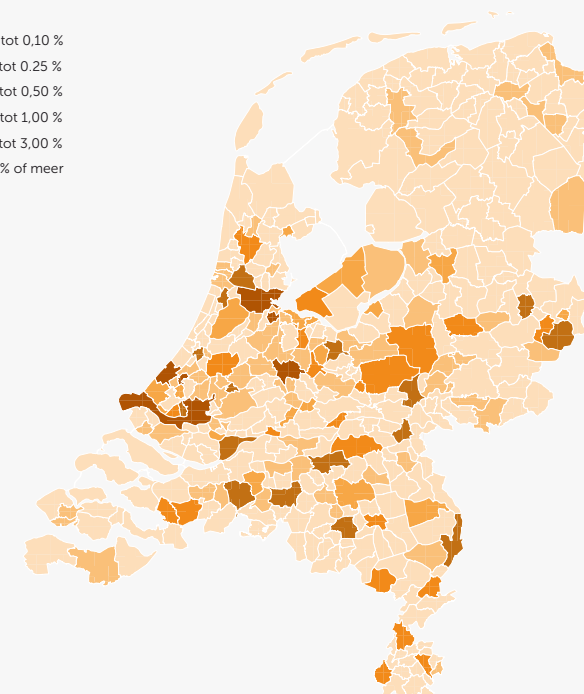 tot 0,10 %
tot 0.25 %
tot 0,50 %
tot 1,00 %
tot 3,00 %
% of meer